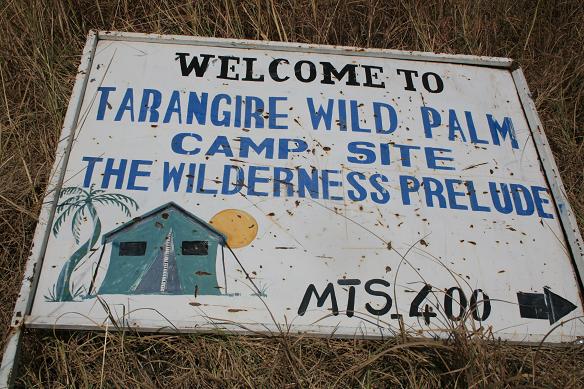 WELCOME TO
TARANGIRE WILD PALM
CAMP SITE
THE WILDERNESS PRELUDE
MTS. 400